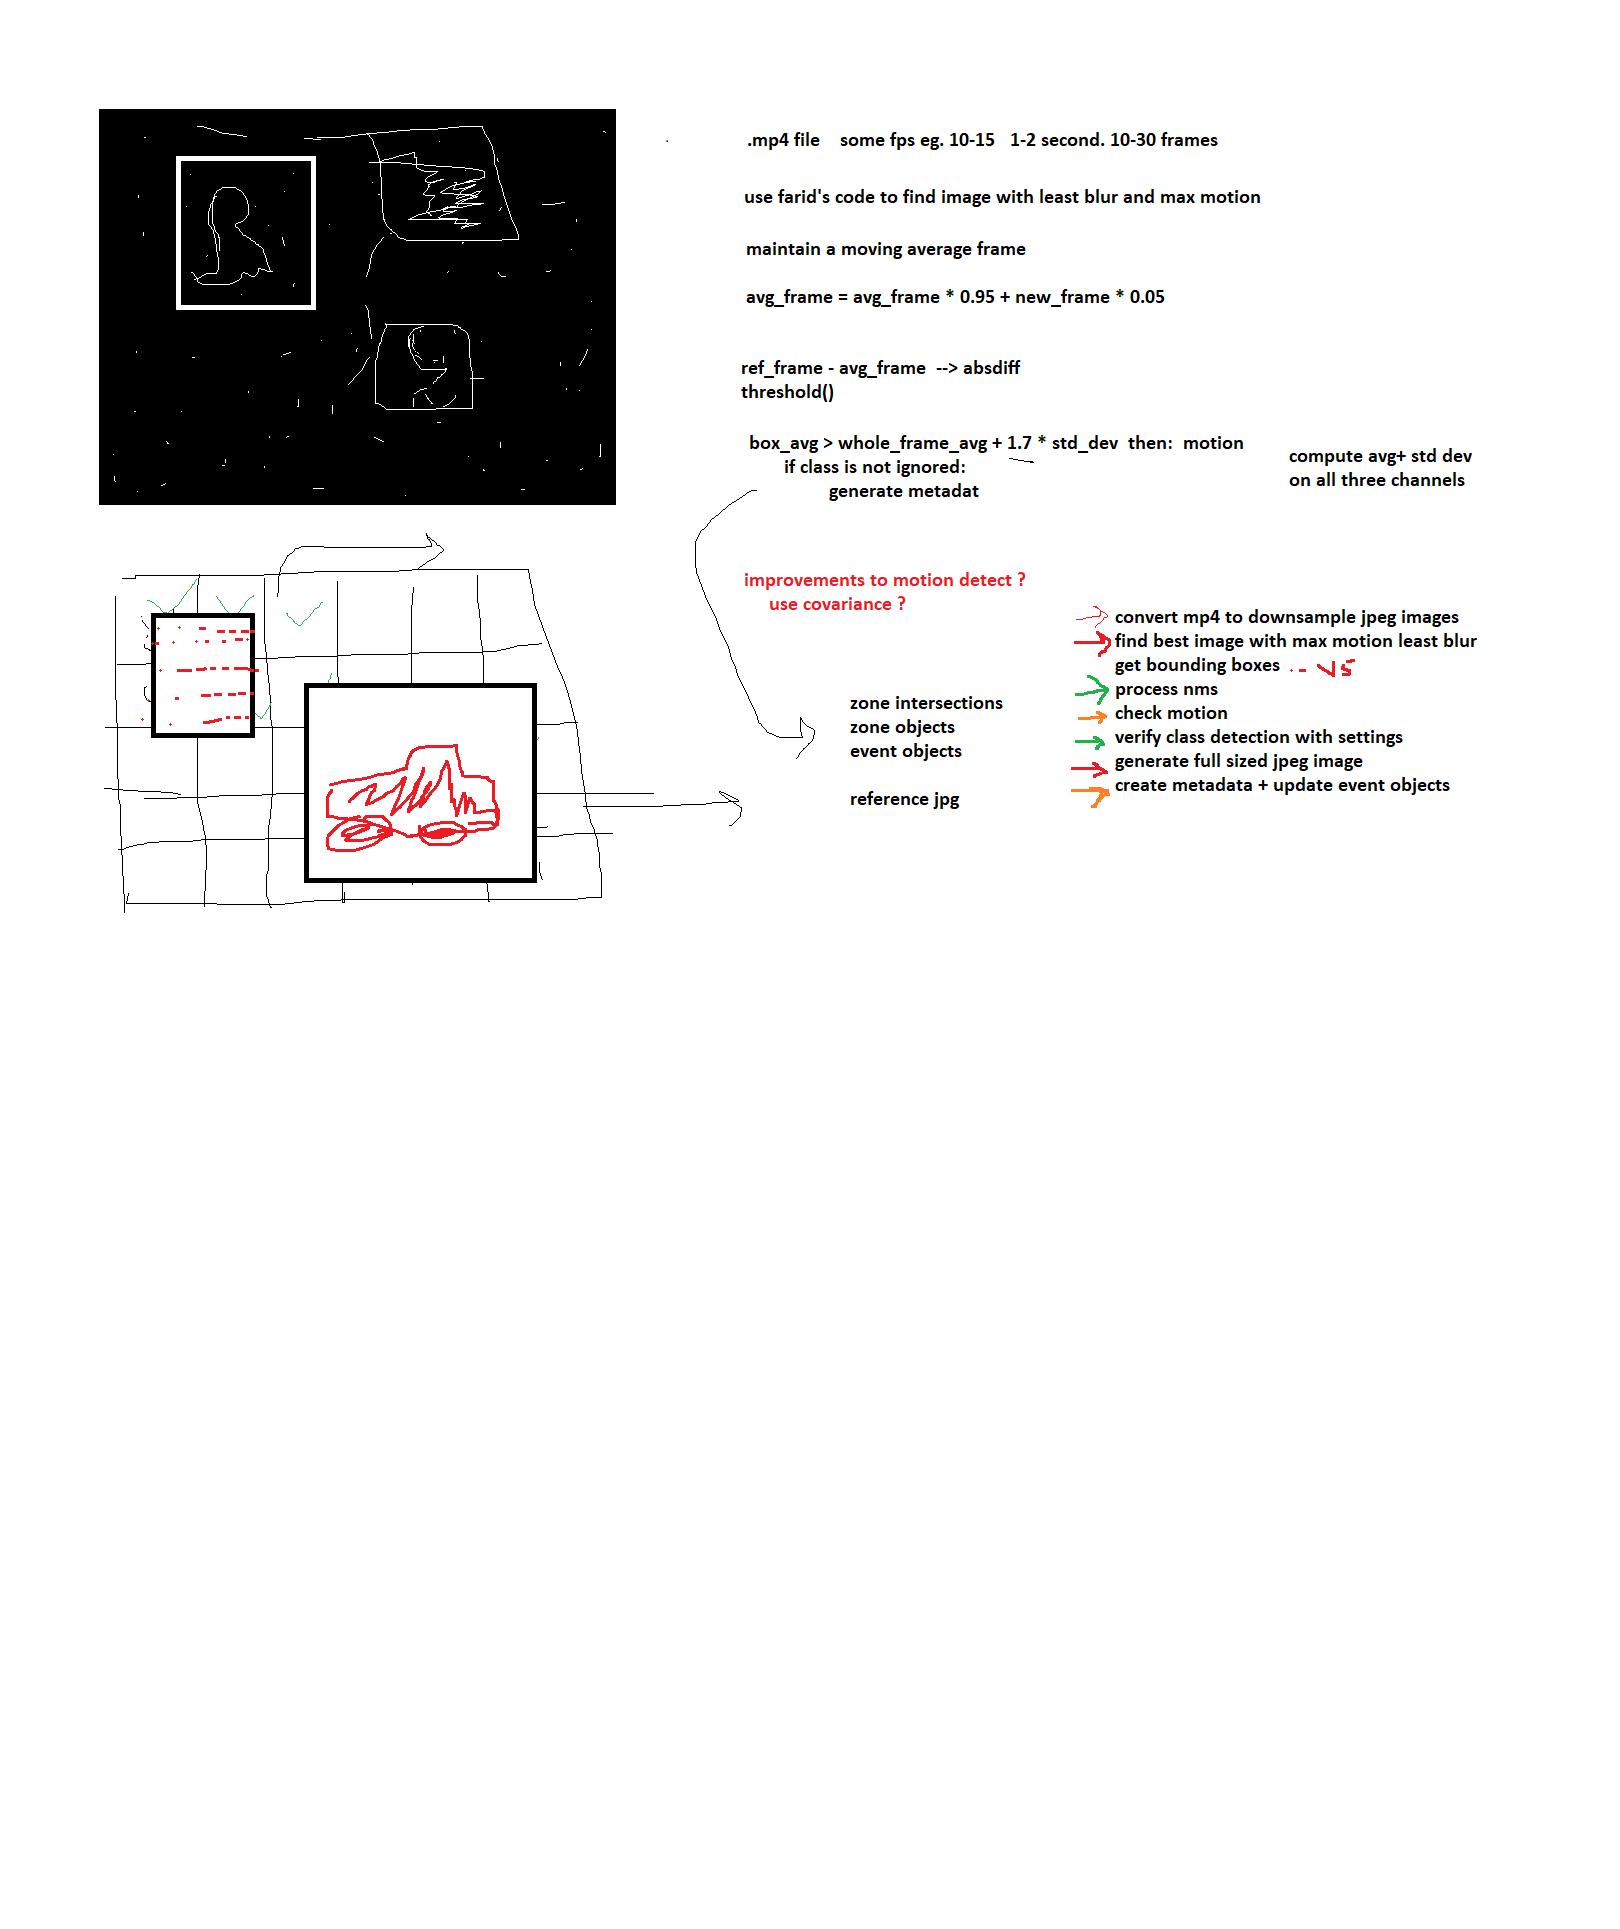 .mp4 file some fps eg. 10-15 1-2 second. 10-30 frames
use farid's code to find image with least blur and max motion
maintain a moving average frame
avg_frame = avg_frame * 0.95 + new_frame * 0.05
ref_frame - avg_frame --> absdiff
threshold()
box_avg > whole_frame_avg + 1.7 * std_dev then: motion
if class is not ignored:
generate metadat
compute avg+ std dev
on all three channels
improvements to motion detect ?
use covariance ?
zone intersections
zone objects
event objects
reference jpg
convert mp4 to downsample jpeg images
find best image with max motion least blur
get bounding boxes -- v5
process nms
check motion
verify class detection with settings
generate full sized jpeg image
create metadata + update event objects